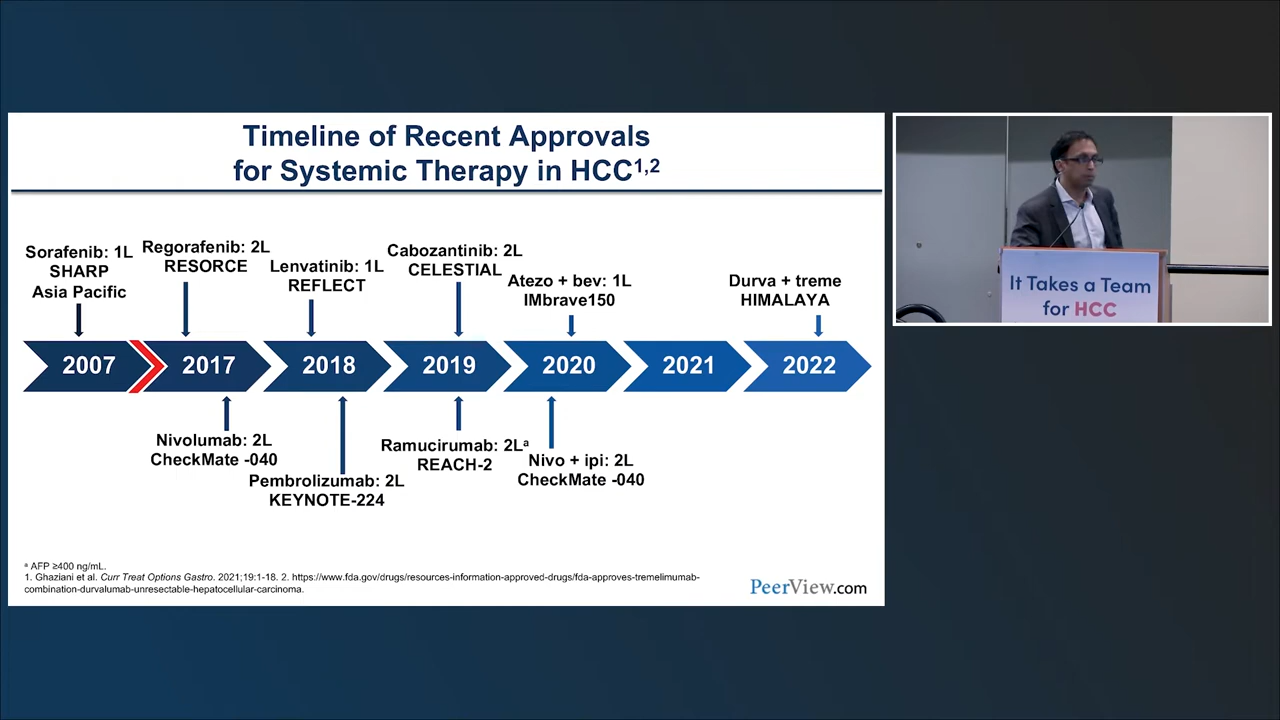 Timeline of Recent Approvals
for Systemic Therapy in HCC1,2
Sorafenib: 1L
SHARP
Asia Pacific
Regorafenib: 2L
RESORCE
Lenvatinib: 1L
REFLECT
Cabozantinib: 2L
CELESTIAL
Atezo + bev: 1L
IMbrave150
Durva + treme
HIMALAYA
2007
2017
2018
2019
2020
2021
2022
Nivolumab: 2L
CheckMate -040
Pembrolizumab: 2L
KEYNOTE-224
Ramucirumab: 2La
REACH-2
Nivo + ipi: 2L
CheckMate -040
a AFP ≥400 ng/mL.
1. Ghaziani et al. Curr Treat Options Gastro. 2021;19:1-18. 2. https://www.fda.gov/drugs/resources-information-approved-drugs/fda-approves-tremelimumab-
combination-durvalumab-unresectable-hepatocellular-carcinoma.
PeerView.com
It Takes a Team
for HCC